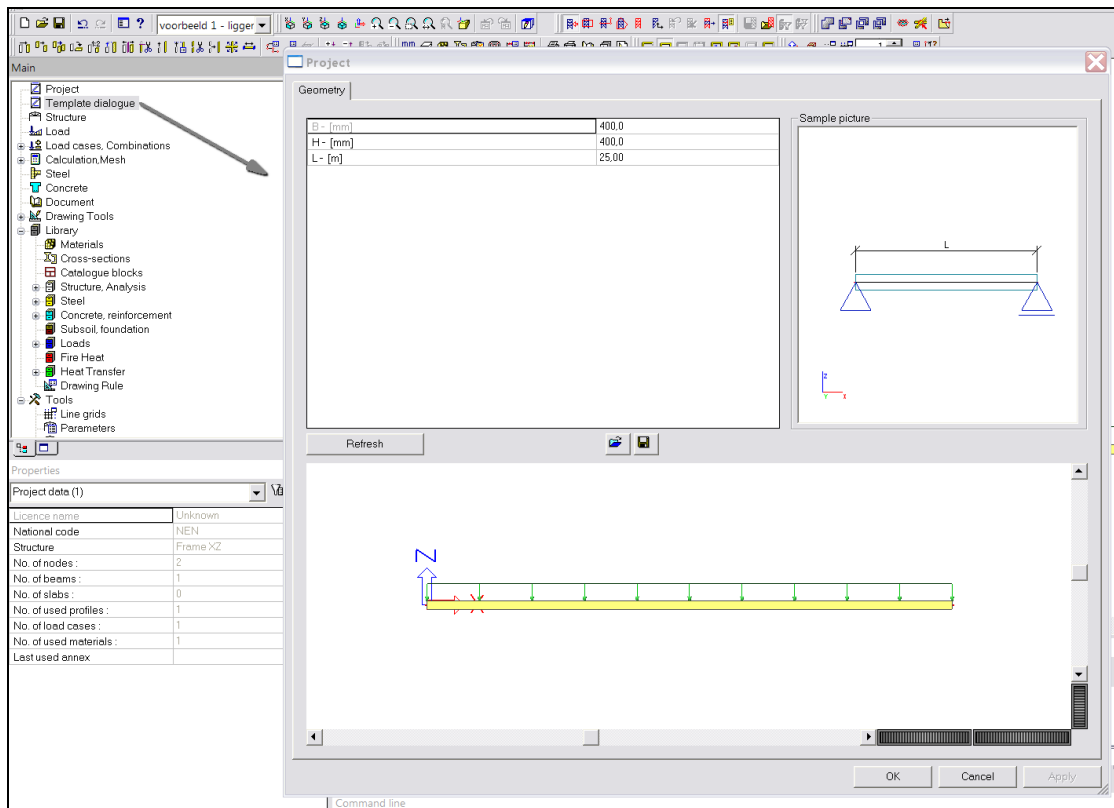 voorbeeld 1 - ligger
Main
Project
Template dialogue
Structure
Load
Load cases, Combinations
Calculation,Mesh
Steel
Concrete
Document
Drawing Tools
Library
Materials
Cross-sections
Catalogue blocks
Structure, Analysis
Steel
Concrete, reinforcement
Subsoil, foundation
Loads
Fire Heat
Heat Transfer
Drawing Rule
Tools
Line grids
Parameters
Properties
Project data (1)
Licence name Unknown
National code NEN
Structure Frame XZ
No. of nodes : 2
No. of beams : 1
No. of slabs : 0
No. of used profiles : 1
No. of load cases : 1
No. of used materials : 1
Last used annex
Project
Geometry
B - [mm] 400,0
H - [mm] 400,0
L - [m] 25,00
Sample picture
L
z
Y x
Refresh
Z
X
OK Cancel Apply
Command line